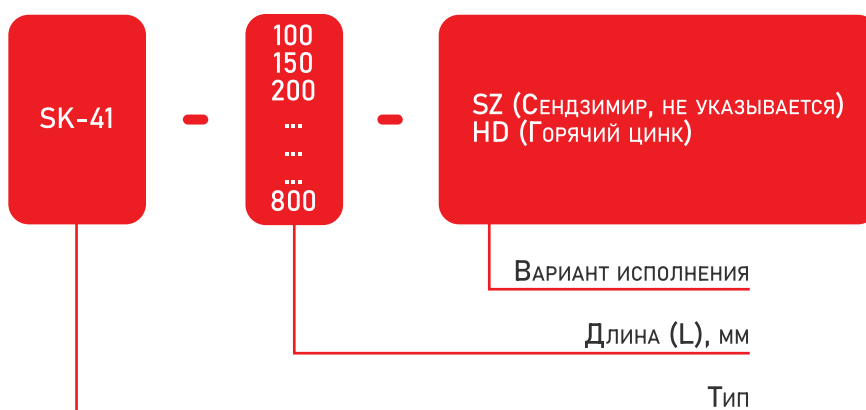 SK-41
-
100
150
200
...
...
...
800
-
SZ (Сендзимир, не указывается)
HD (Горячий цинк)
Вариант исполнения
Длина (L), мм
Тип